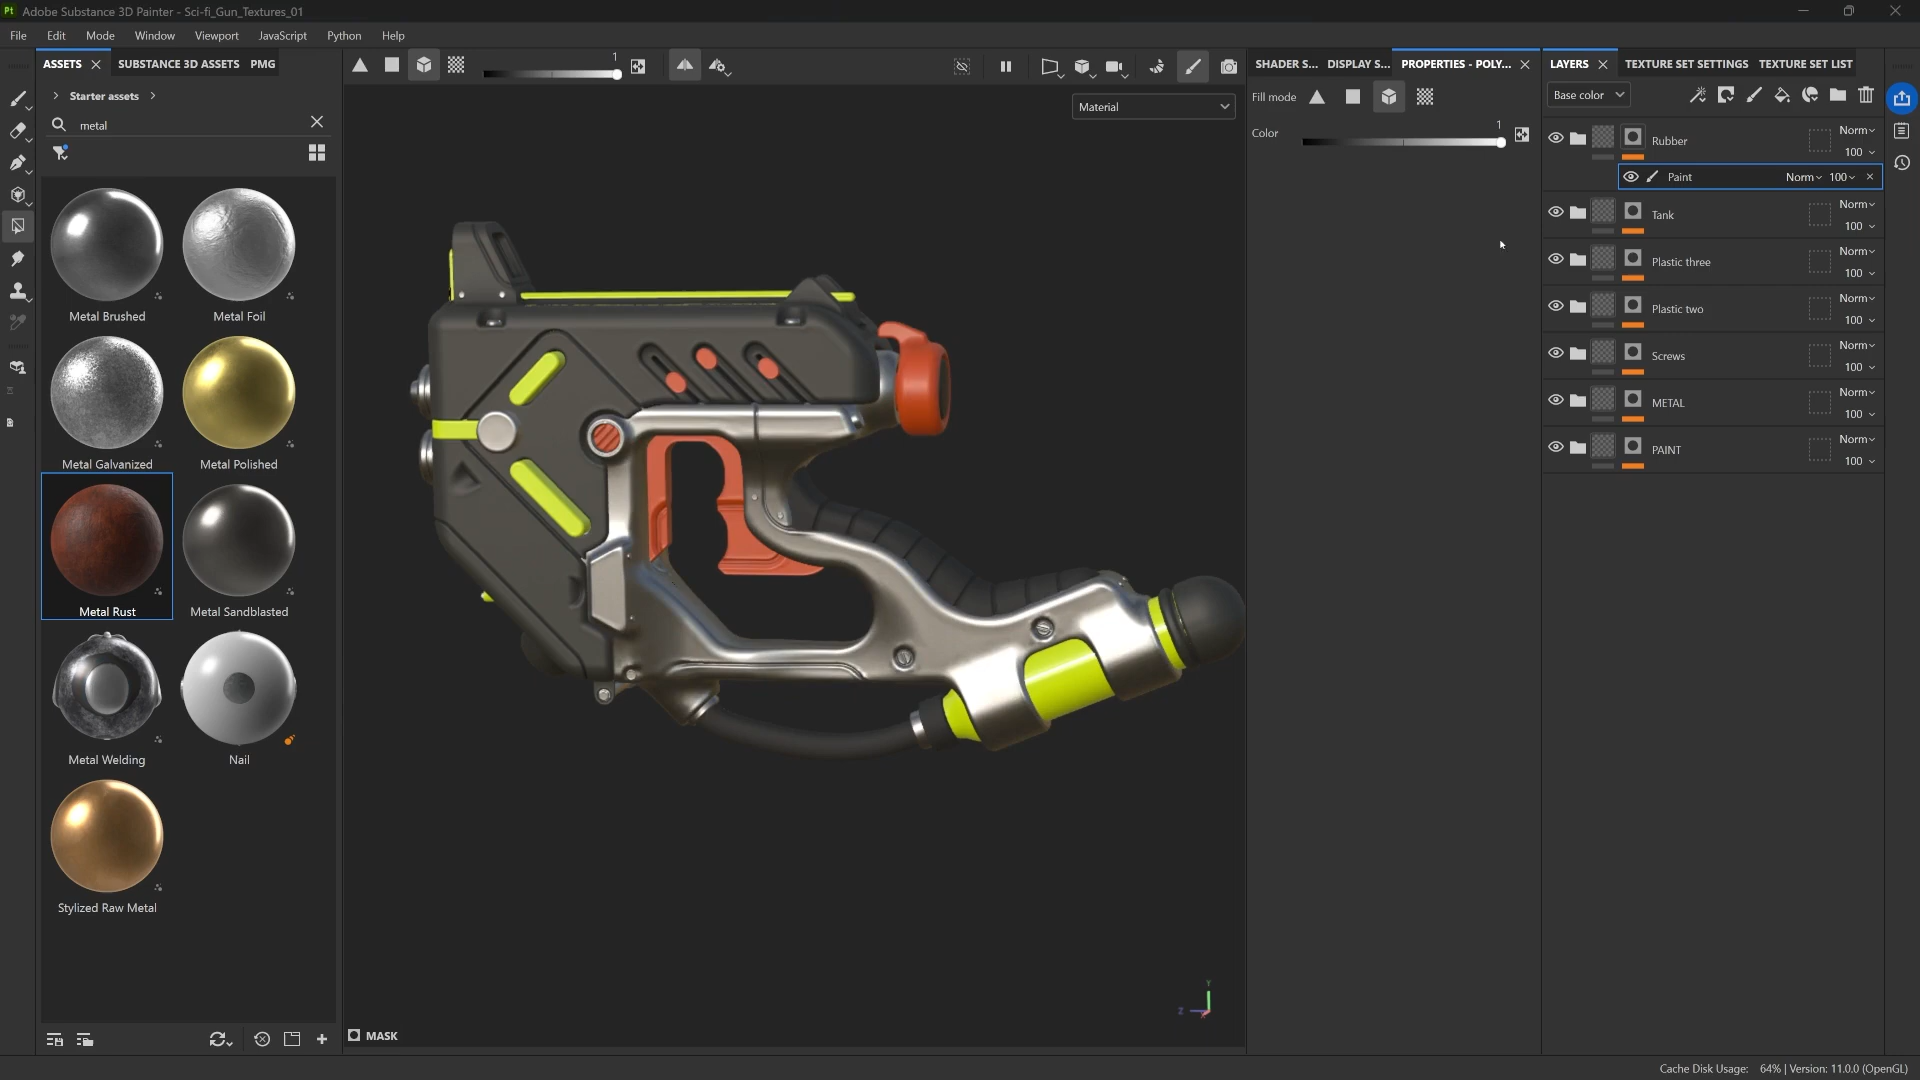 Pt Adobe Substance 3D Painter - Sci-fi_Gun_Textures_01
File Edit Mode Window Viewport JavaScript Python Help
ASSETS SUBSTANCE 3D ASSETS PMG
1
SHADER S... DISPLAY S... PROPERTIES - POLY...
LAYERS TEXTURE SET SETTINGS TEXTURE SET LIST
Starter assets
metal
Material
Fill mode
Color 1
Base color
Rubber Norm 100
Paint Norm 100
Tank Norm 100
Plastic three Norm 100
Plastic two Norm 100
Screws Norm 100
METAL Norm 100
PAINT Norm 100
Metal Brushed Metal Foil
Metal Galvanized Metal Polished
Metal Rust Metal Sandblasted
Metal Welding Nail
Stylized Raw Metal
Y
Z
MASK
Cache Disk Usage: 64% | Version: 11.0.0 (OpenGL)